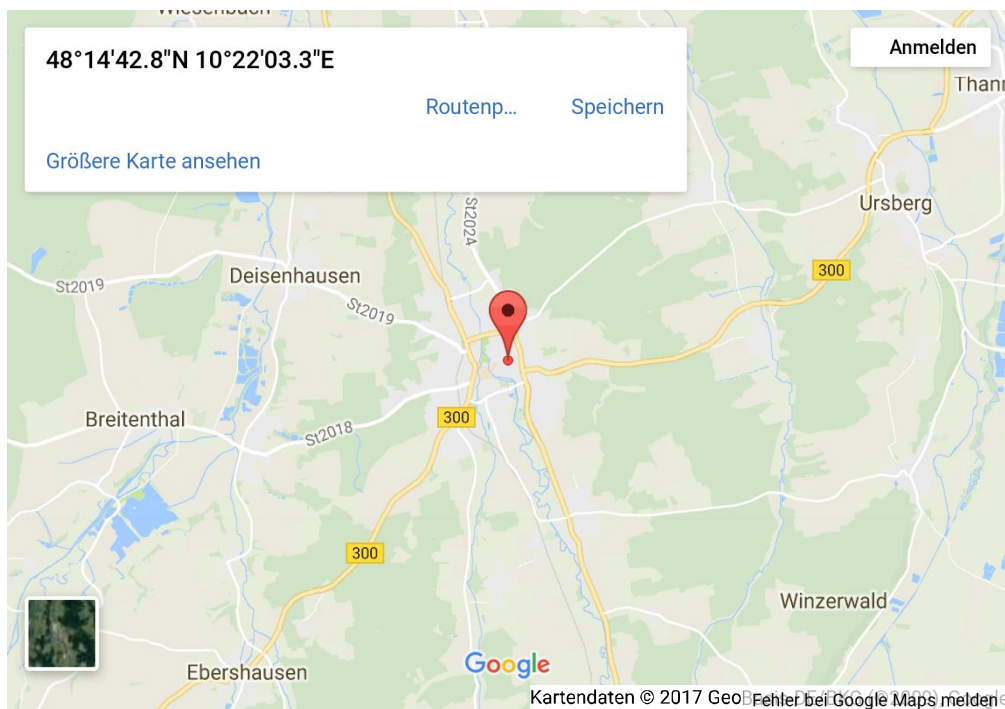 Wiesenbach
48°14'42.8"N 10°22'03.3"E
Anmelden
Routenp... Speichern
Größere Karte ansehen
Ursberg
St2024
Deisenhausen
300
St2019
St2019
Breitenthal
300
St2018
300
Winzerwald
Ebershausen
Google
Kartendaten © 2017 Geo
Fehler bei Google Maps melden